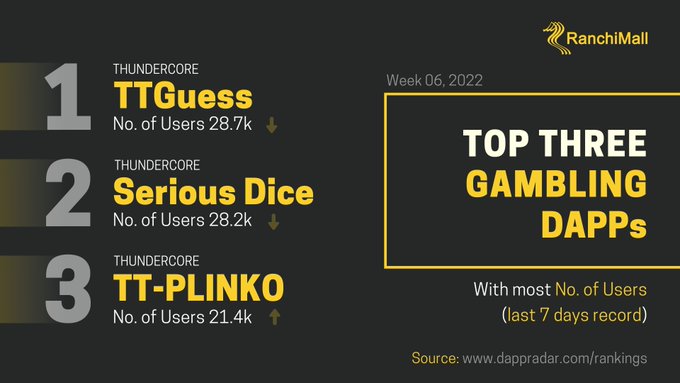 RanchiMall
1
THUNDERCORE
TTGuess
No. of Users 28.7k
2
THUNDERCORE
Serious Dice
No. of Users 28.2k
3
THUNDERCORE
TT-PLINKO
No. of Users 21.4k
Week 06, 2022
TOP THREE
GAMBLING
DAPPs
With most No. of Users
(last 7 days record)
Source: www.dappradar.com/rankings